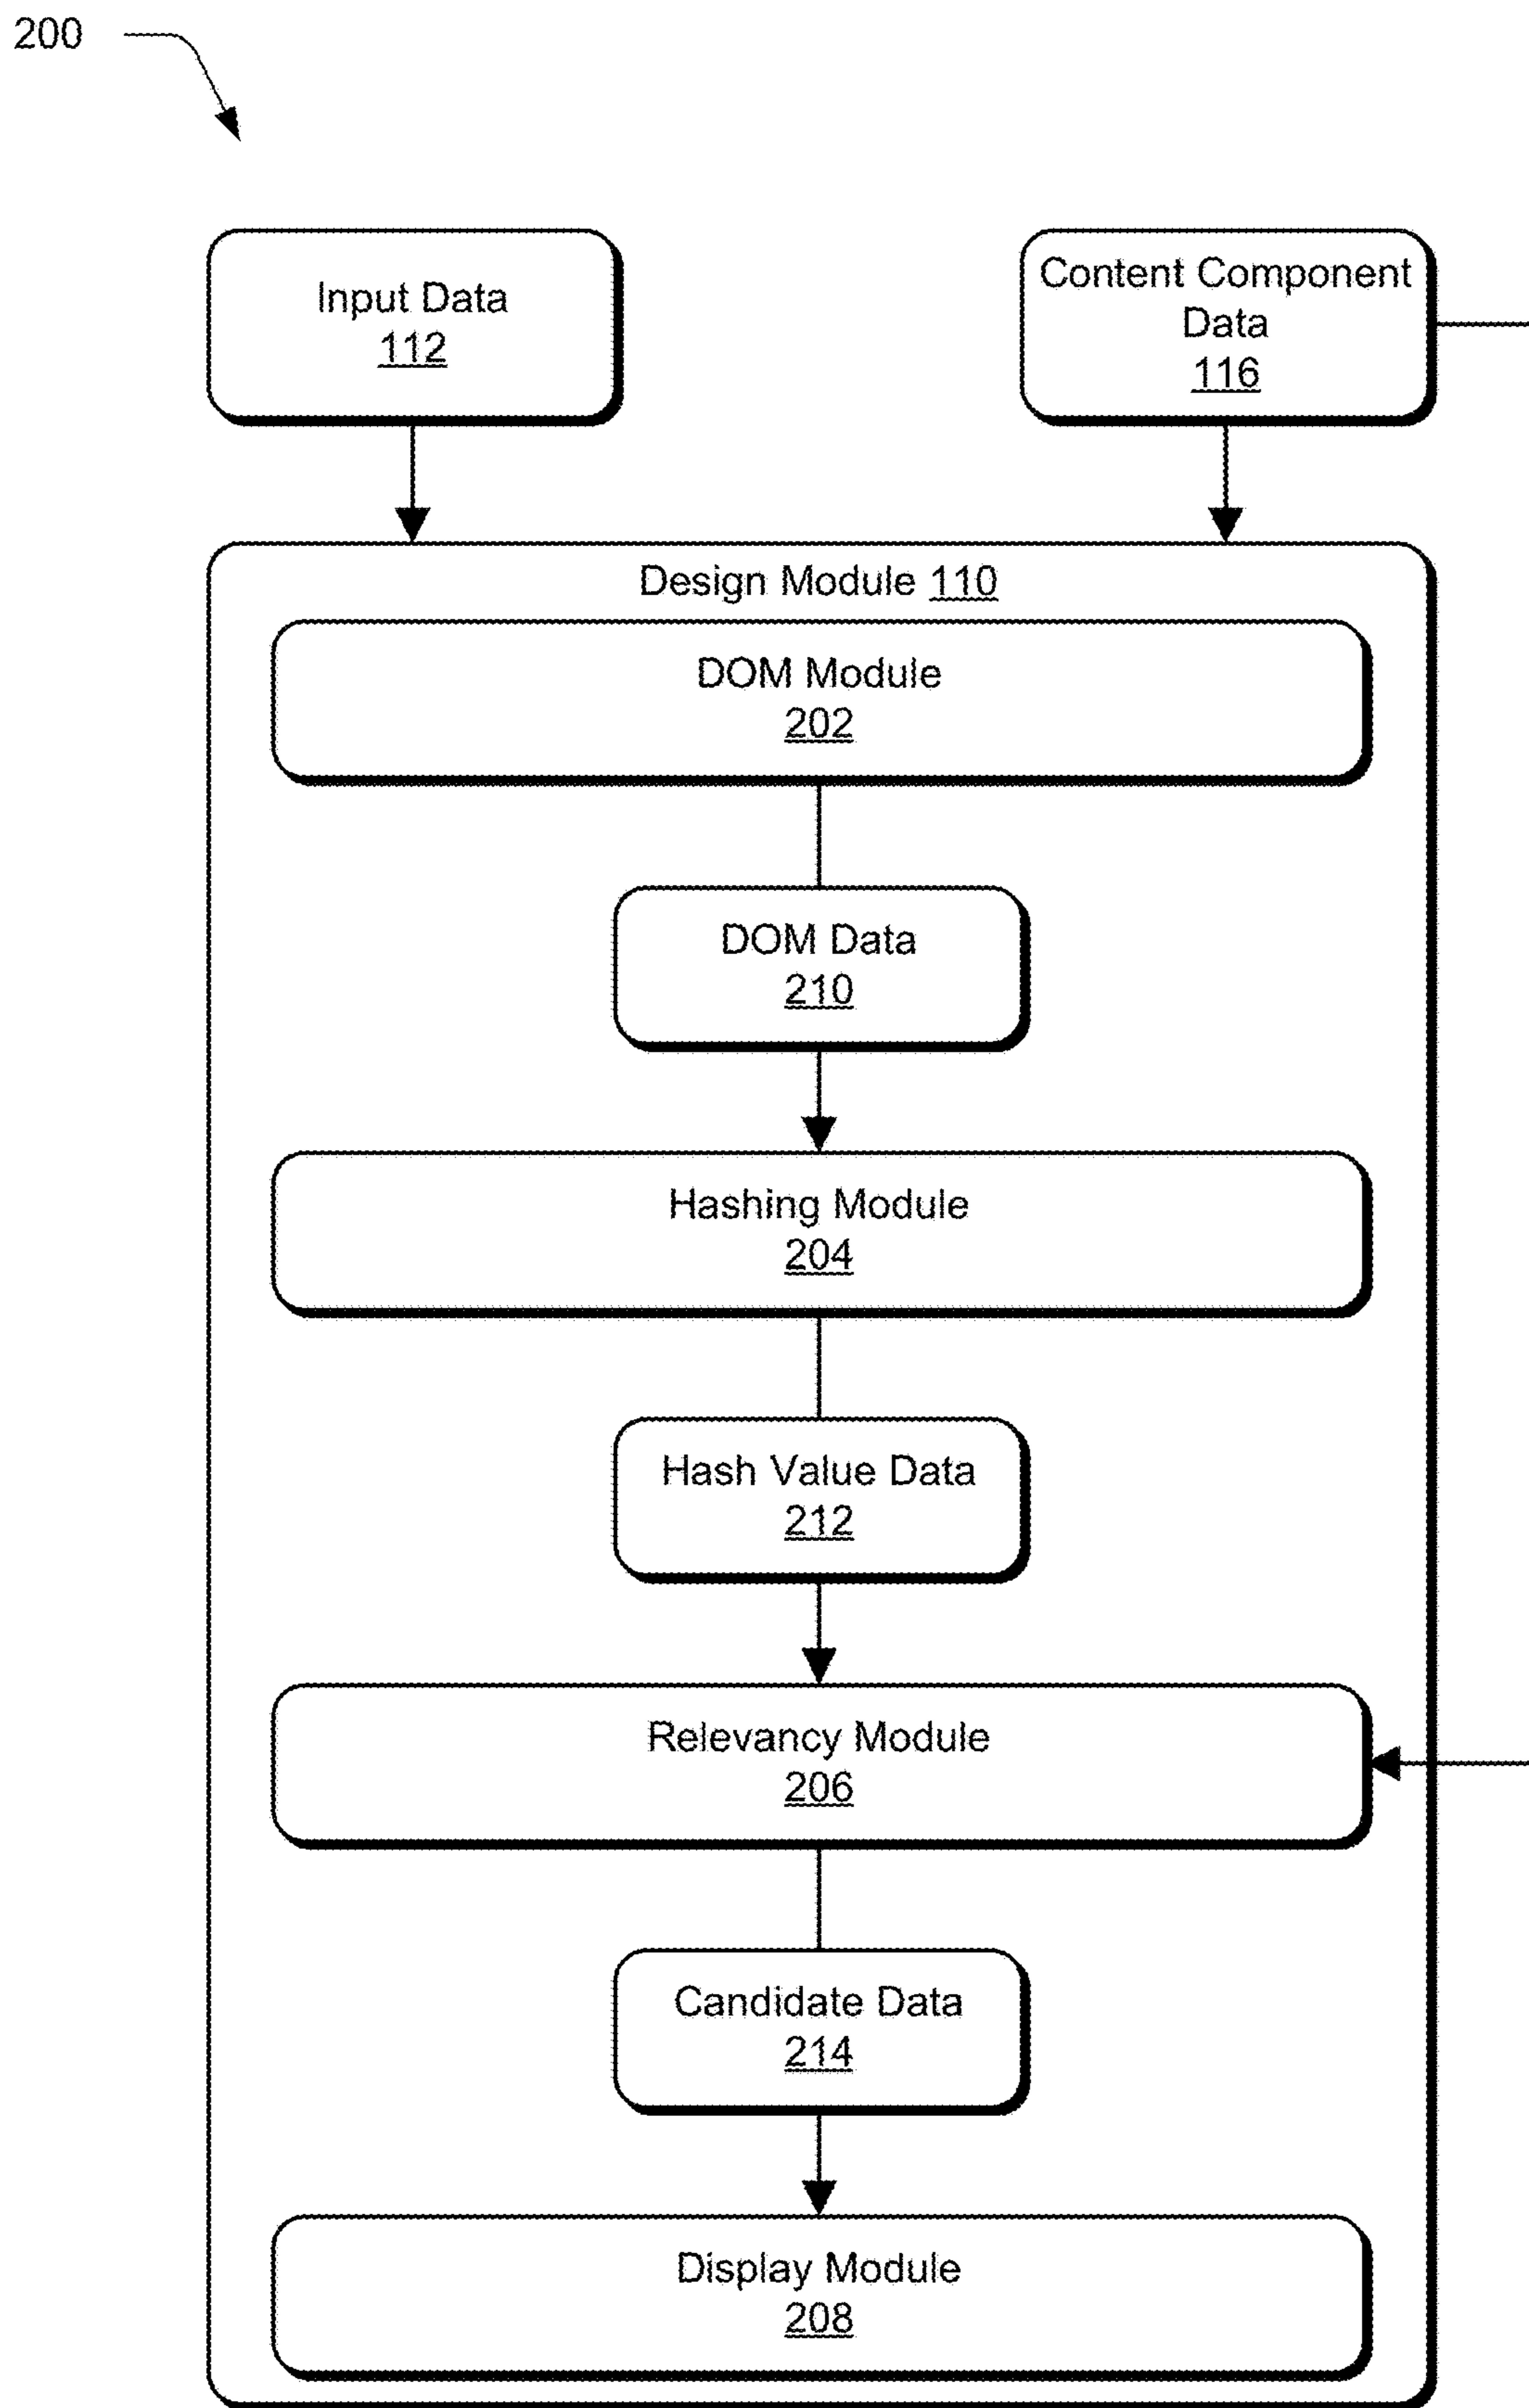 200
Input Data
112
Content Component
Data
116
Design Module 110
DOM Module
202
DOM Data
210
Hashing Module
204
Hash Value Data
212
Relevancy Module
206
Candidate Data
214
Display Module
208